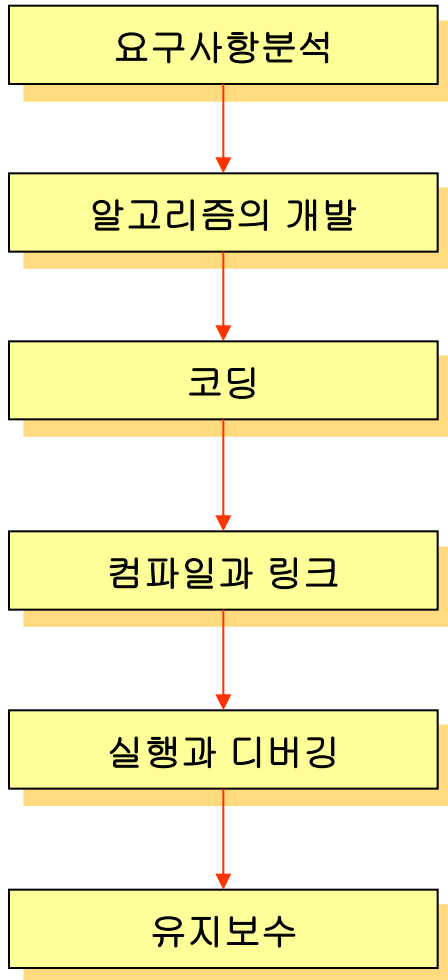 요구사항분석
알고리즘의 개발
코딩
컴파일과 링크
실행과 디버깅
유지보수